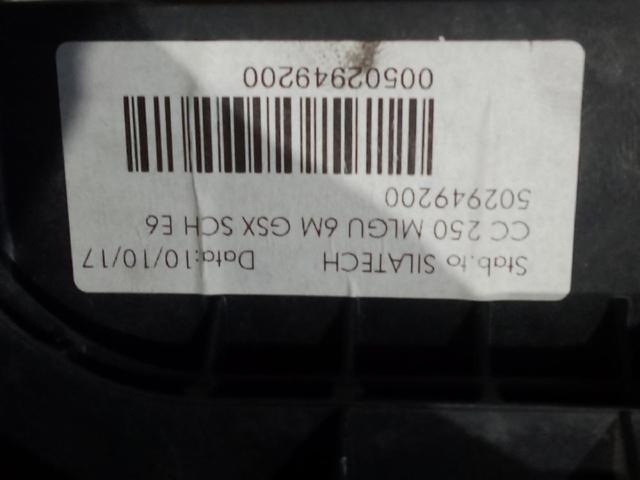 Stab.to SILATECH Data:10/10/17
CC 250 MLGU 6M GSX SCH E6
502949200
00502949200